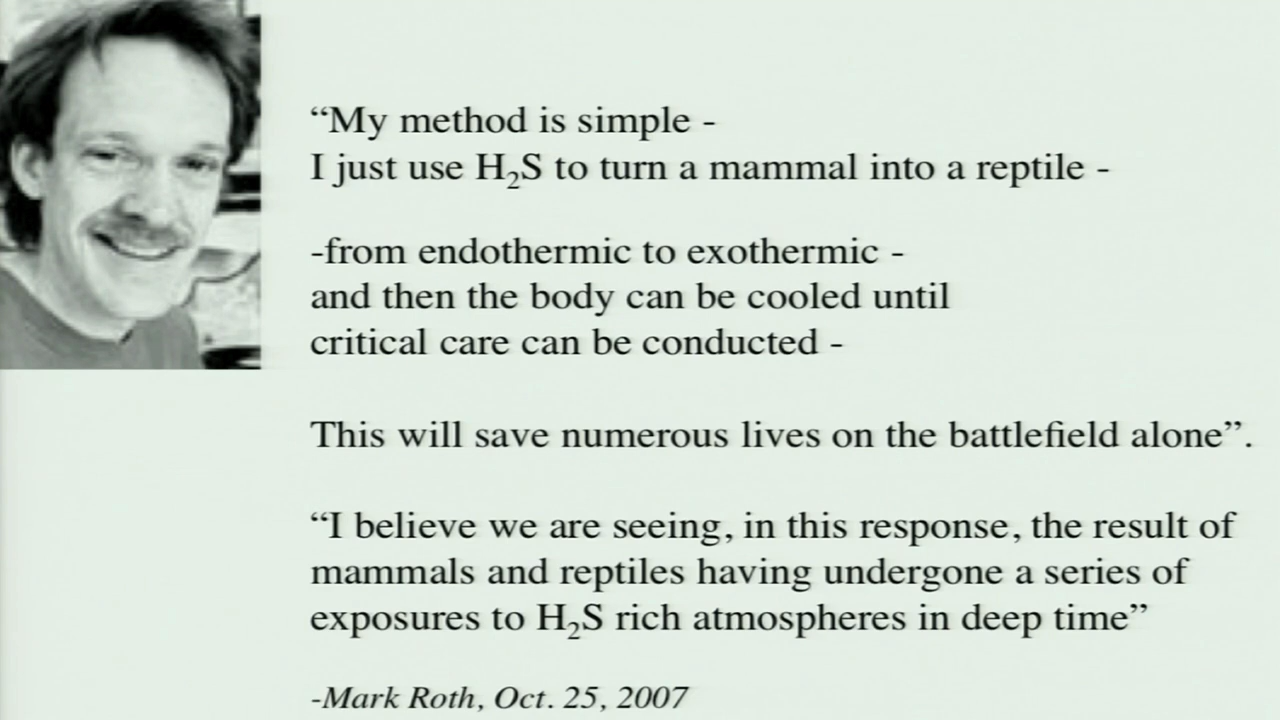 “My method is simple -
I just use H₂S to turn a mammal into a reptile -
-from endothermic to exothermic -
and then the body can be cooled until
critical care can be conducted -
This will save numerous lives on the battlefield alone”.
“I believe we are seeing, in this response, the result of
mammals and reptiles having undergone a series of
exposures to H₂S rich atmospheres in deep time”
-Mark Roth, Oct. 25, 2007